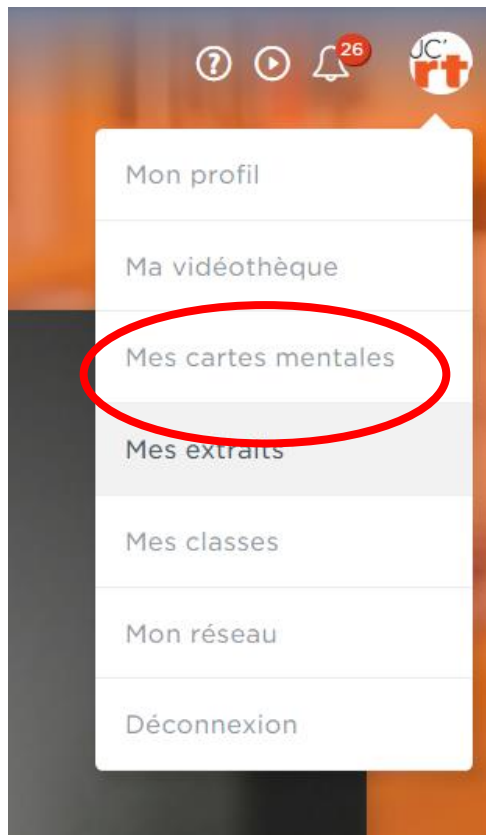 ?
26
JC'
rt
Mon profil
Ma vidéothèque
Mes cartes mentales
Mes extraits
Mes classes
Mon réseau
Déconnexion